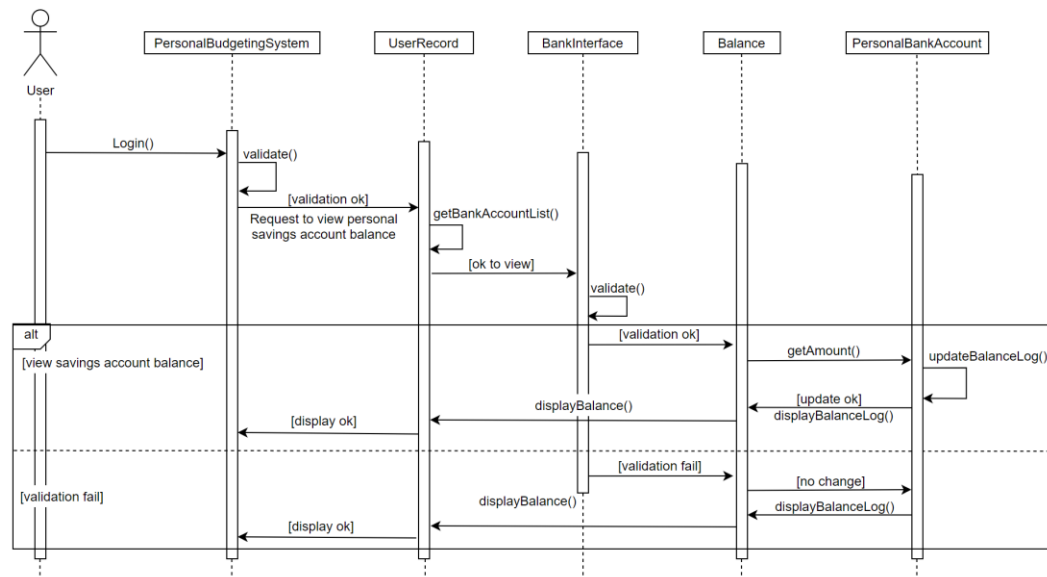 PersonalBudgetingSystem
UserRecord
BankInterface
Balance
PersonalBankAccount
User
Login()
validate()
[validation ok]
Request to view personal
savings account balance
getBankAccountList()
[ok to view]
validate()
alt
[validation ok]
[view savings account balance]
getAmount()
updateBalanceLog()
[update ok]
displayBalance()
displayBalanceLog()
[display ok]
[validation fail]
[no change]
[validation fail]
displayBalance()
displayBalanceLog()
[display ok]